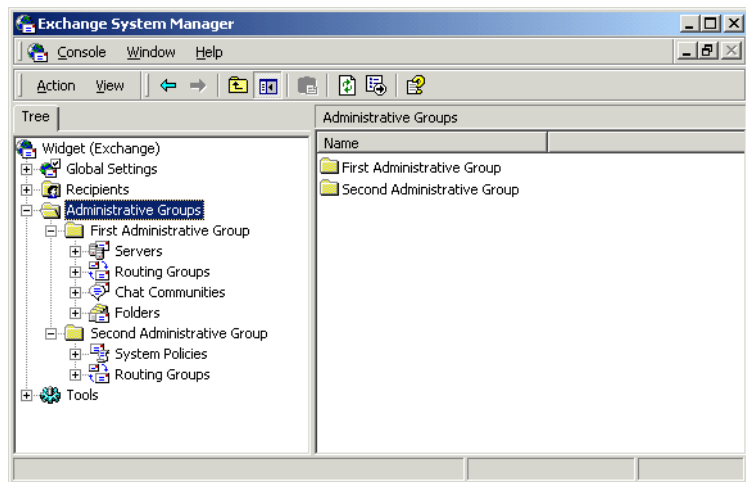 Exchange System Manager
Console Window Help
Action View
Tree
Administrative Groups
Widget (Exchange)
Global Settings
Recipients
Administrative Groups
First Administrative Group
Servers
Routing Groups
Chat Communities
Folders
Second Administrative Group
System Policies
Routing Groups
Tools
Name
First Administrative Group
Second Administrative Group